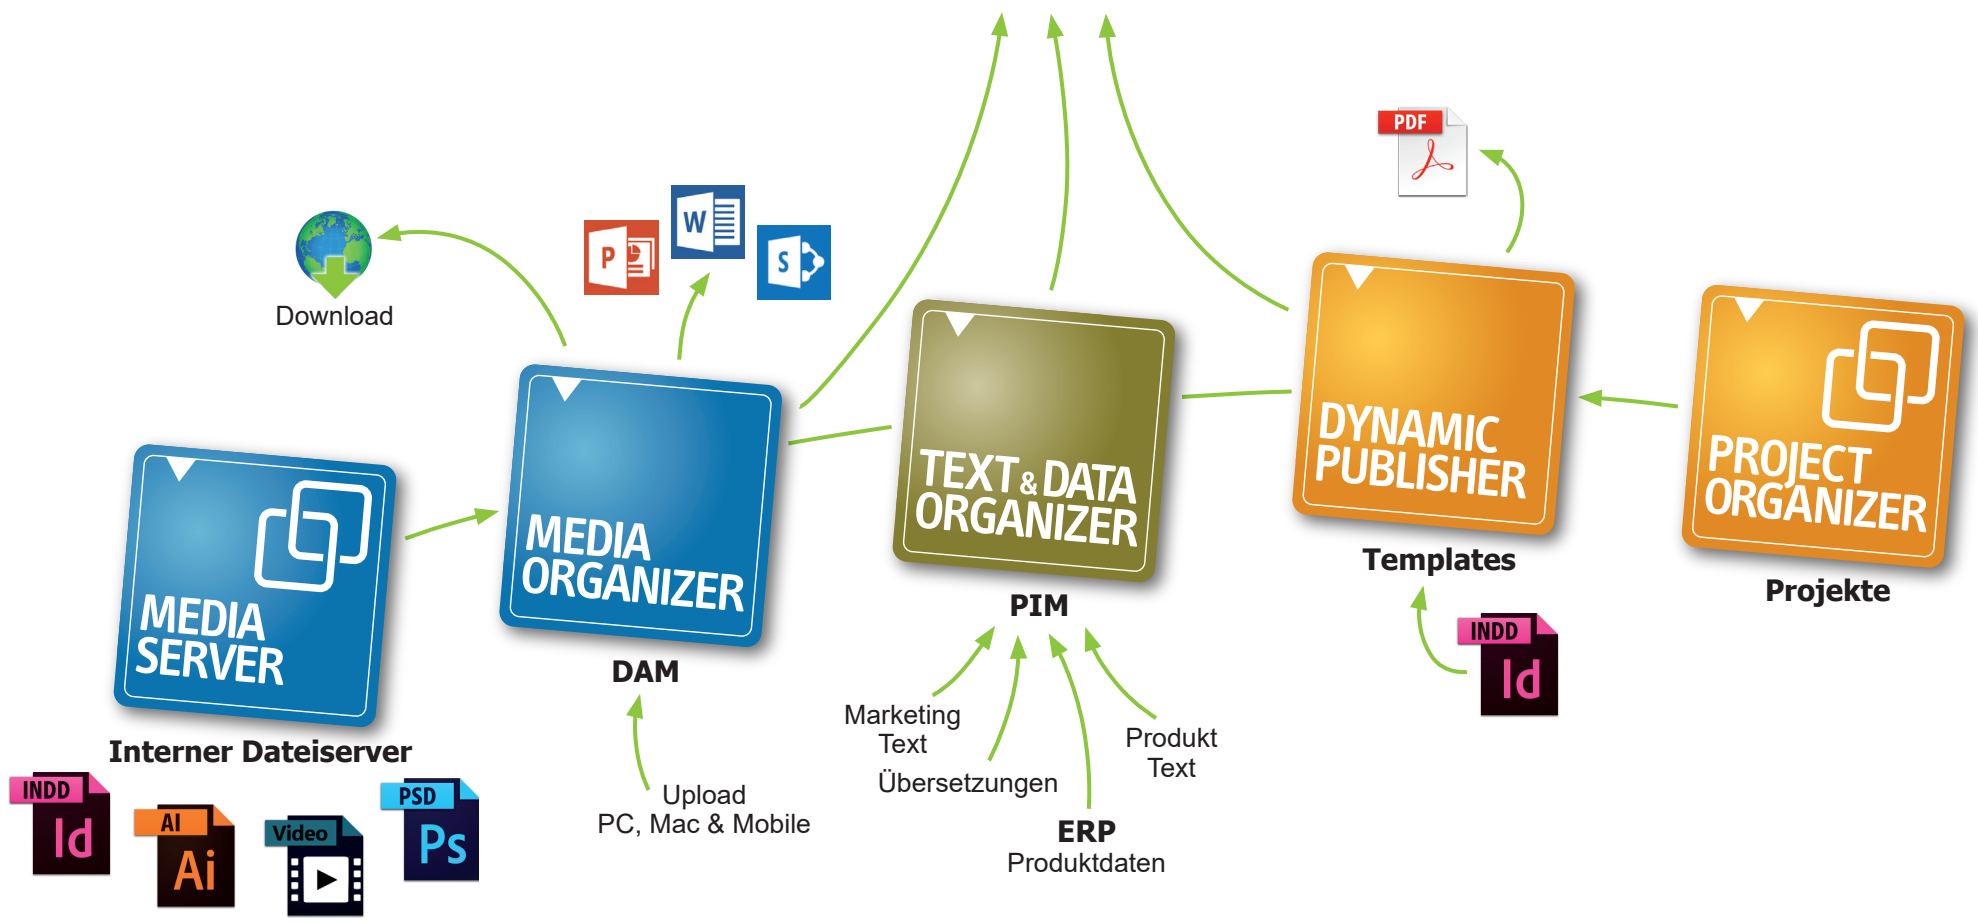 PDF
P
W
S
Download
DYNAMIC
PUBLISHER
PROJECT
ORGANIZER
TEXT & DATA
ORGANIZER
MEDIA
ORGANIZER
MEDIA
SERVER
Templates
Projekte
PIM
INDD
Id
DAM
Marketing
Text
Produkt
Text
Interner Dateiserver
Übersetzungen
Upload
PC, Mac & Mobile
ERP
Produktdaten
INDD
Id
AI
Ai
Video
PSD
Ps